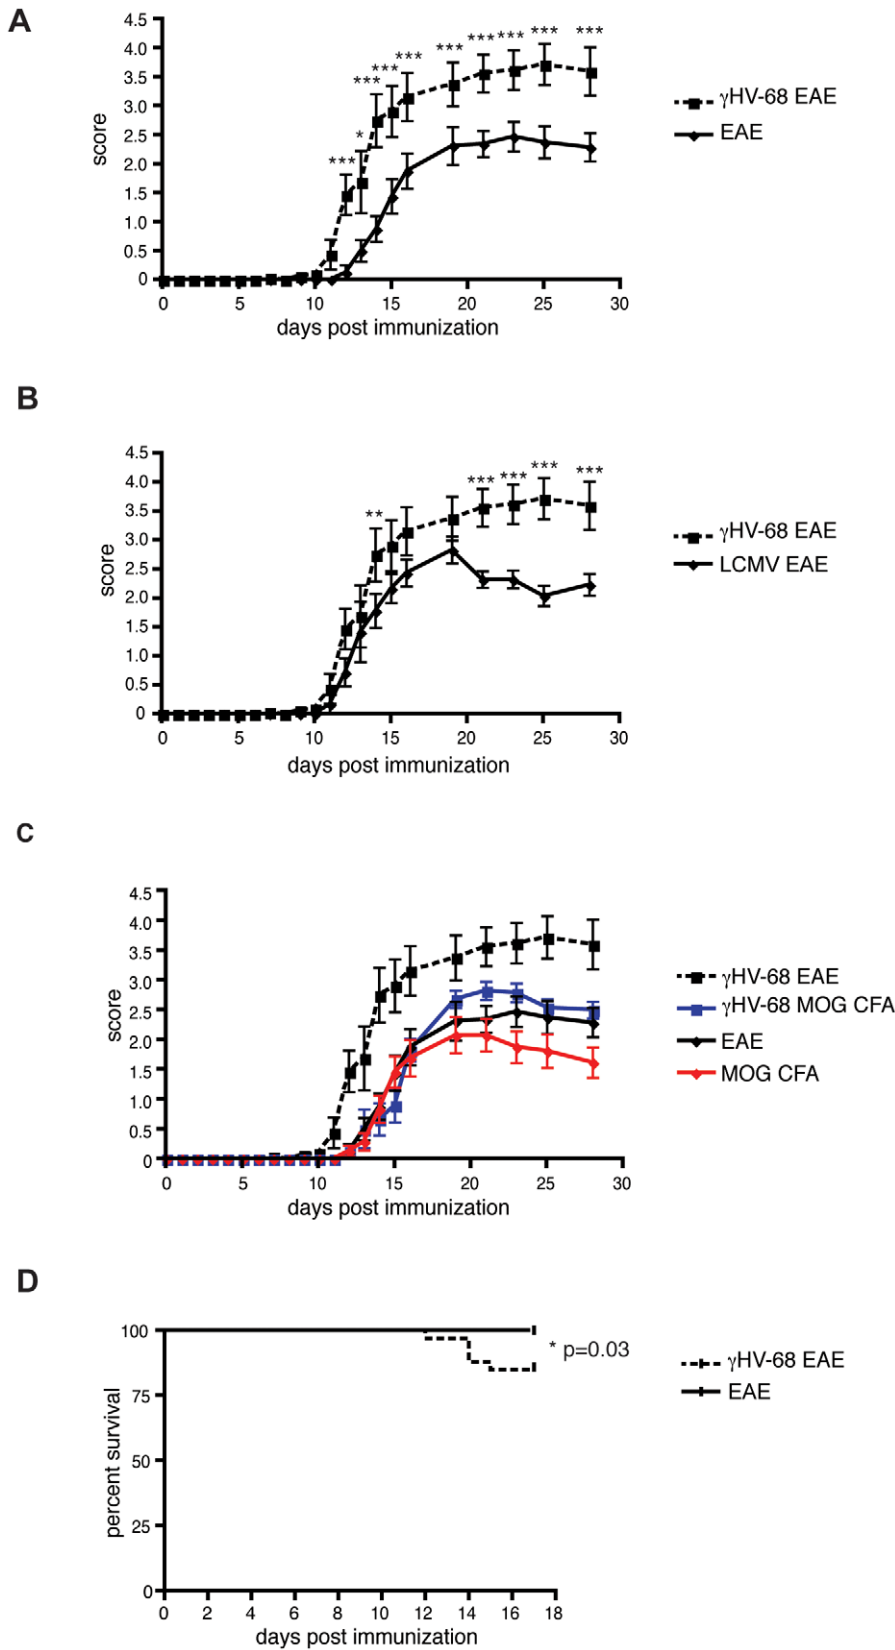 A
4.5
4.0
3.5
3.0
2.5
2.0
1.5
1.0
0.5
0
score
*** * *** *** *** *** *** *** *** ***
0 5 10 15 20 25 30
days post immunization
γHV-68 EAE
EAE
B
4.5
4.0
3.5
3.0
2.5
2.0
1.5
1.0
0.5
0
score
** *** *** *** ***
0 5 10 15 20 25 30
days post immunization
γHV-68 EAE
LCMV EAE
C
4.5
4.0
3.5
3.0
2.5
2.0
1.5
1.0
0.5
0
score
0 5 10 15 20 25 30
days post immunization
γHV-68 EAE
γHV-68 MOG CFA
EAE
MOG CFA
D
100
75
50
25
0
percent survival
* p=0.03
0 2 4 6 8 10 12 14 16 18
days post immunization
γHV-68 EAE
EAE